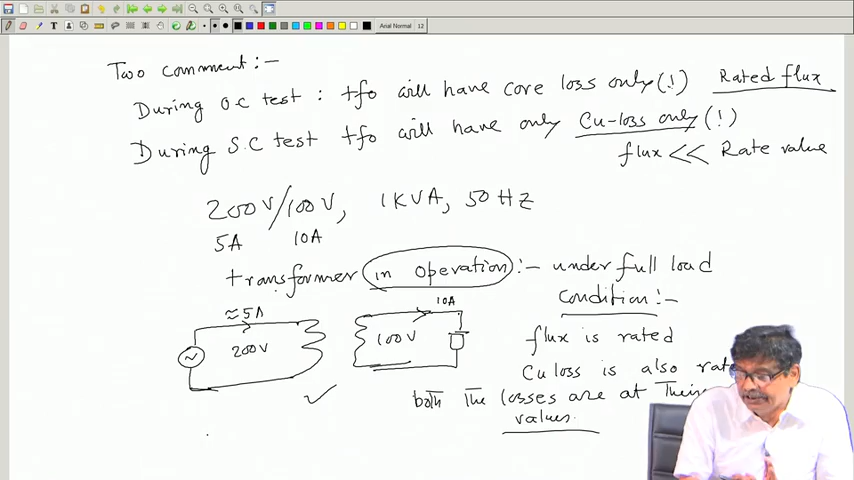 Arial Normal 12
Two comment:-
During O.C test : tfo will have core loss only(!) Rated flux
During S.C test tfo will have only Cu-loss only(!)
flux << Rate value
200V/100V, 1KVA, 50Hz
5A 10A
transformer in operation:- under full load
condition:-
≈5A 10A
200V 100V
flux is rated
Cu loss is also rate
both the losses are at their
values.